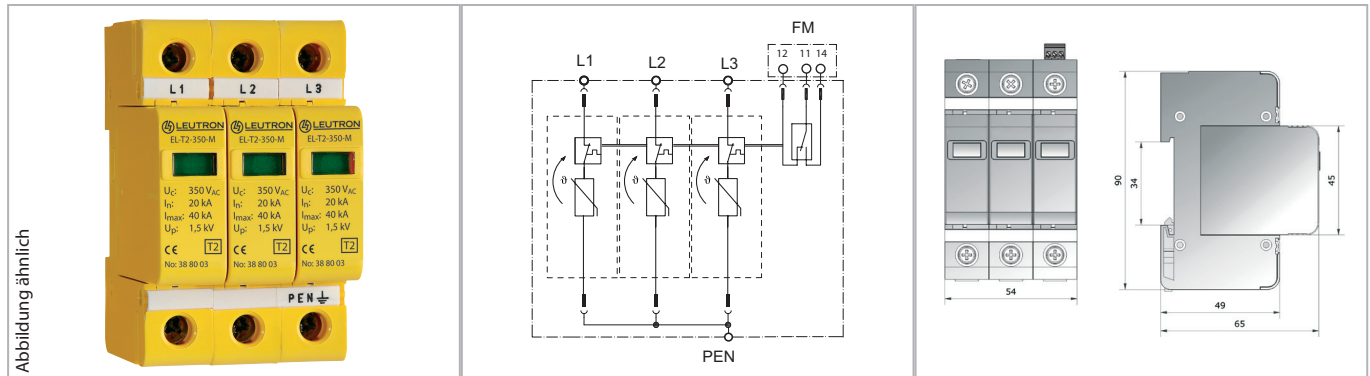 Abbildung ähnlich
L1 L2 L3
LEUTRON LEUTRON LEUTRON
EL-T2-350-M EL-T2-350-M EL-T2-350-M
Uc: 350 VAC Uc: 350 VAC Uc: 350 VAC
In: 20 kA In: 20 kA In: 20 kA
Imax: 40 kA Imax: 40 kA Imax: 40 kA
Up: 1,5 kV Up: 1,5 kV Up: 1,5 kV
CE T2 CE T2 CE T2
No: 38 80 03 No: 38 80 03 No: 38 80 03
PEN
FM
12 11 14
L1 L2 L3
ϑ ϑ ϑ
PEN
54
90
34
45
49
65